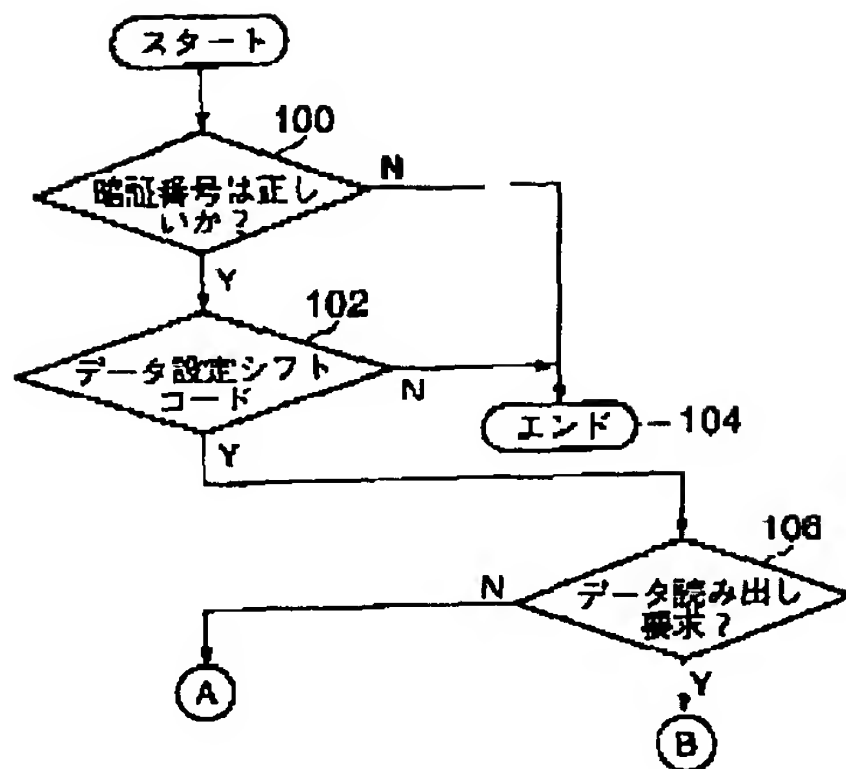 スタート
100
暗証番号は正し
いか?
N
Y
102
データ設定シフト
コード
N
Y
エンド
104
106
データ読み出し
要求?
N
Y
A
B